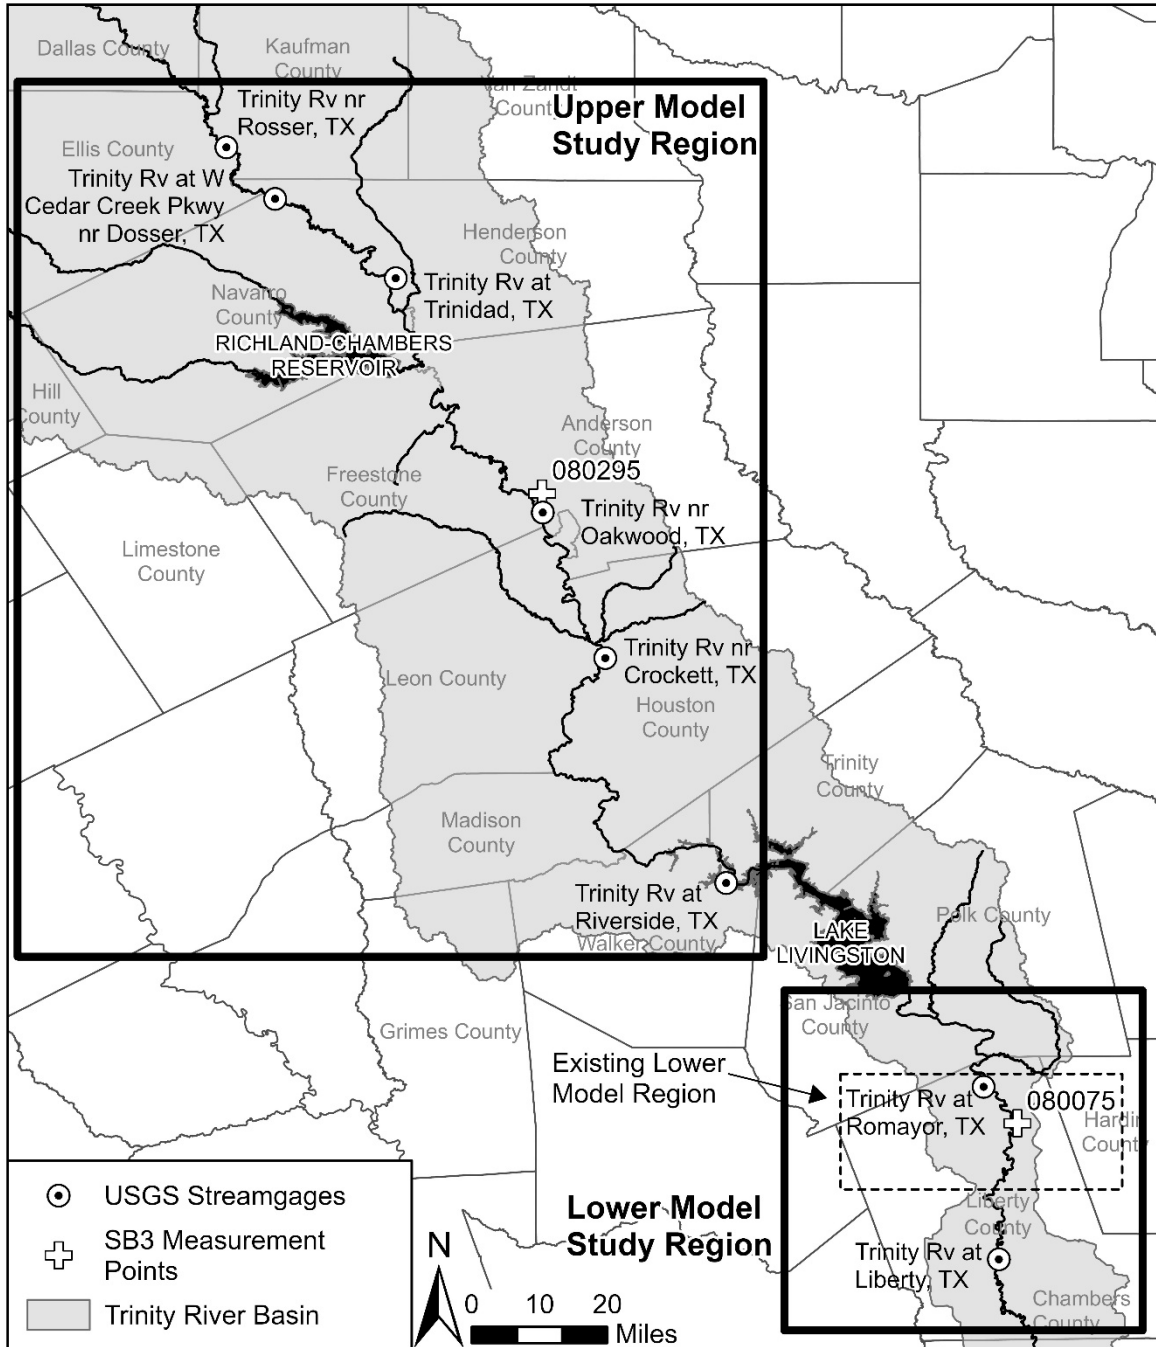 Dallas County
Kaufman
County
Van Zandt
County
Upper Model
Study Region
Trinity Rv nr
Rosser, TX
Ellis County
Trinity Rv at W
Cedar Creek Pkwy
nr Dosser, TX
Henderson
County
Trinity Rv at
Trinidad, TX
Navarro
County
RICHLAND-CHAMBERS
RESERVOIR
Hill
County
Anderson
County
080295
Freestone
County
Trinity Rv nr
Oakwood, TX
Limestone
County
Trinity Rv nr
Crockett, TX
Leon County
Houston
County
Trinity
County
Madison
County
Trinity Rv at
Riverside, TX
Walker County
Polk County
LAKE
LIVINGSTON
San Jacinto
County
Grimes County
Existing Lower
Model Region
Trinity Rv at
Romayor, TX
080075
Hardin
County
Lower Model
Study Region
Liberty
County
Trinity Rv at
Liberty, TX
Chambers
County
USGS Streamgages
SB3 Measurement
Points
Trinity River Basin
N
0 10 20
Miles